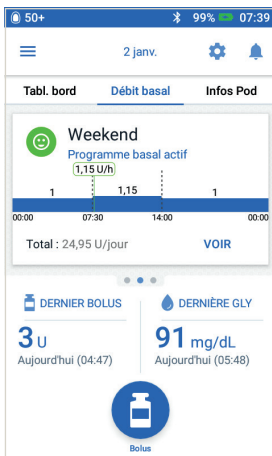 50+ 99% 07:39
2 janv.
Tabl. bord Débit basal Infos Pod
Weekend
Programme basal actif
1,15 U/h
1 1,15 1
00:00 07:30 14:00 00:00
Total : 24,95 U/jour VOIR
DERNIER BOLUS DERNIÈRE GLY
3 U 91 mg/dL
Aujourd'hui (04:47) Aujourd'hui (05:48)
Bolus